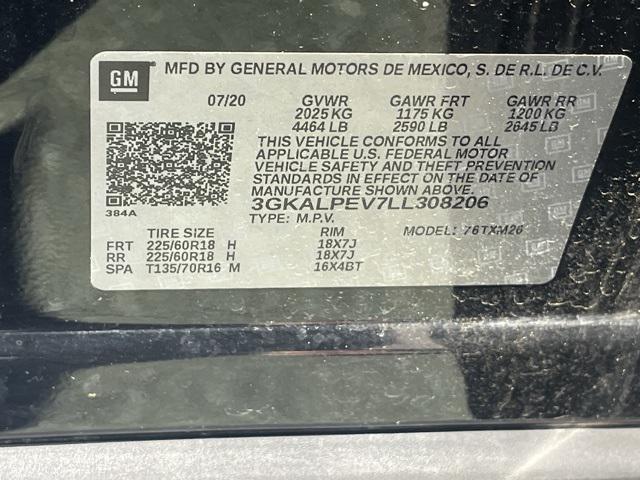 GM MFD BY GENERAL MOTORS DE MEXICO, S. DE R.L. DE C.V.
07/20 GVWR GAWR FRT GAWR RR
2025 KG 1175 KG 1200 KG
4464 LB 2590 LB 2645 LB
THIS VEHICLE CONFORMS TO ALL
APPLICABLE U.S. FEDERAL MOTOR
VEHICLE SAFETY AND THEFT PREVENTION
STANDARDS IN EFFECT ON THE DATE OF
MANUFACTURE SHOWN ABOVE.
384A 3GKALPEV7LL308206
TYPE: M.P.V. MODEL: 76TXM26
TIRE SIZE RIM
FRT 225/60R18 H 18X7J
RR 225/60R18 H 18X7J
SPA T135/70R16 M 16X4BT